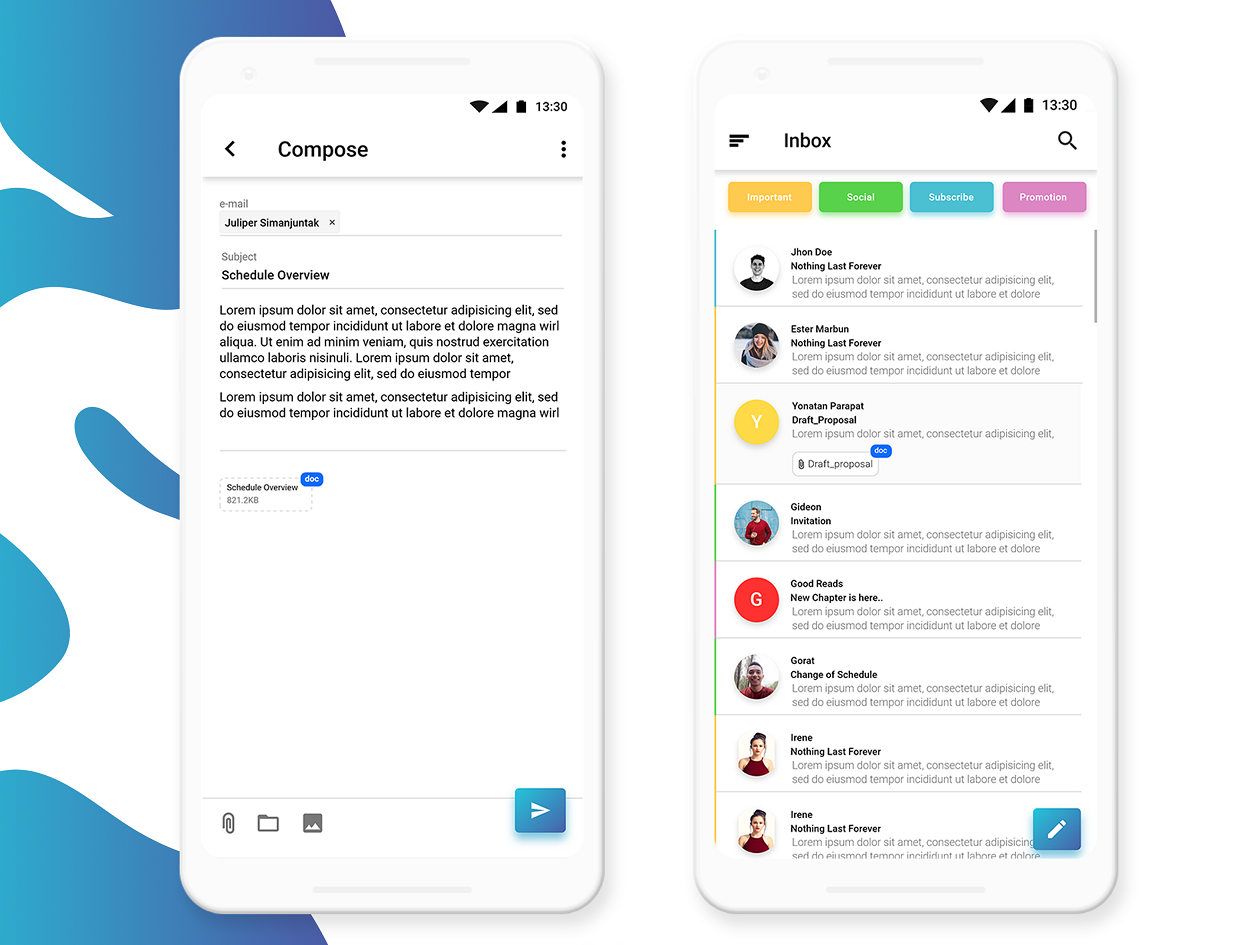 13:30
Compose
e-mail
Juliper Simanjuntak ×
Subject
Schedule Overview
Lorem ipsum dolor sit amet, consectetur adipisicing elit, sed
do eiusmod tempor incididunt ut labore et dolore magna wirl
aliqua. Ut enim ad minim veniam, quis nostrud exercitation
ullamco laboris nisinuli. Lorem ipsum dolor sit amet,
consectetur adipisicing elit, sed do eiusmod tempor
Lorem ipsum dolor sit amet, consectetur adipisicing elit, sed
do eiusmod tempor incididunt ut labore et dolore magna wirl
doc
Schedule Overview
821.2KB
13:30
Inbox
Important Social Subscribe Promotion
Jhon Doe
Nothing Last Forever
Lorem ipsum dolor sit amet, consectetur adipisicing elit,
sed do eiusmod tempor incididunt ut labore et dolore
Ester Marbun
Nothing Last Forever
Lorem ipsum dolor sit amet, consectetur adipisicing elit,
sed do eiusmod tempor incididunt ut labore et dolore
Y
Yonatan Parapat
Draft_Proposal
Lorem ipsum dolor sit amet, consectetur adipisicing elit,
doc
Draft_proposal
Gideon
Invitation
Lorem ipsum dolor sit amet, consectetur adipisicing elit,
sed do eiusmod tempor incididunt ut labore et dolore
G
Good Reads
New Chapter is here..
Lorem ipsum dolor sit amet, consectetur adipisicing elit,
sed do eiusmod tempor incididunt ut labore et dolore
Gorat
Change of Schedule
Lorem ipsum dolor sit amet, consectetur adipisicing elit,
sed do eiusmod tempor incididunt ut labore et dolore
Irene
Nothing Last Forever
Lorem ipsum dolor sit amet, consectetur adipisicing elit,
sed do eiusmod tempor incididunt ut labore et dolore
Irene
Nothing Last Forever
Lorem ipsum dolor sit amet, consectetur adipisicing
sed do eiusmod tempor incididunt ut labore et dolore